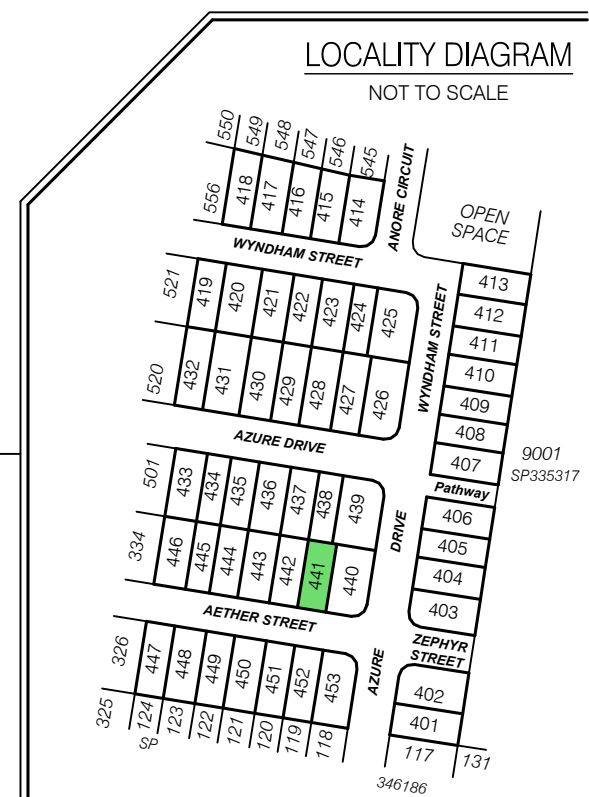 LOCALITY DIAGRAM
NOT TO SCALE
550 549 548 547 546 545
556 418 417 416 415 414
ANORE CIRCUIT
OPEN
SPACE
WYNDHAM STREET
521 419 420 421 422 423 424 425
520 432 431 430 429 428 427 426
WYNDHAM STREET
413
412
411
410
409
408
407
9001
SP335317
Pathway
AZURE DRIVE
501 433 434 435 436 437 438 439
334 446 445 444 443 442 441 440
DRIVE
406
405
404
403
AETHER STREET
ZEPHYR
STREET
326 447 448 449 450 451 452 453
AZURE
402
401
325 124 123 122 121 120 119 118
SP
117 131
346186